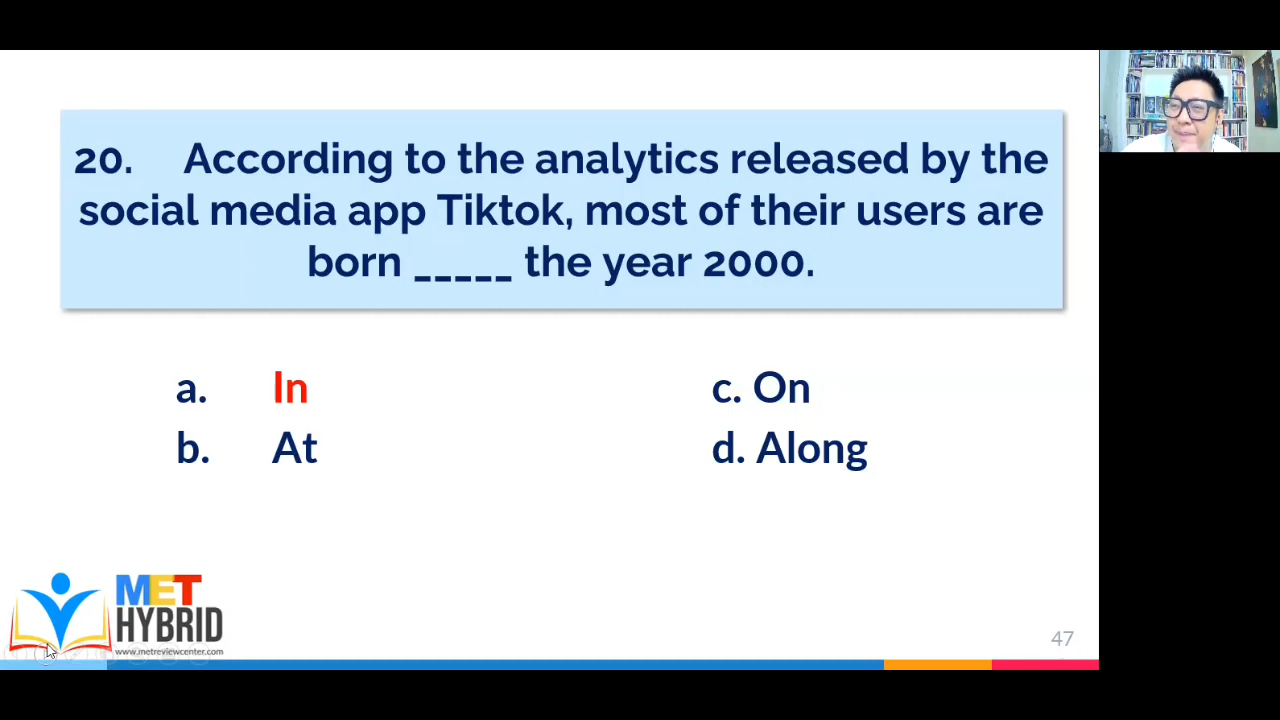 20. According to the analytics released by the
social media app Tiktok, most of their users are
born _____ the year 2000.
a. In
b. At
c. On
d. Along
MET
HYBRID
www.metreviewcenter.com
47